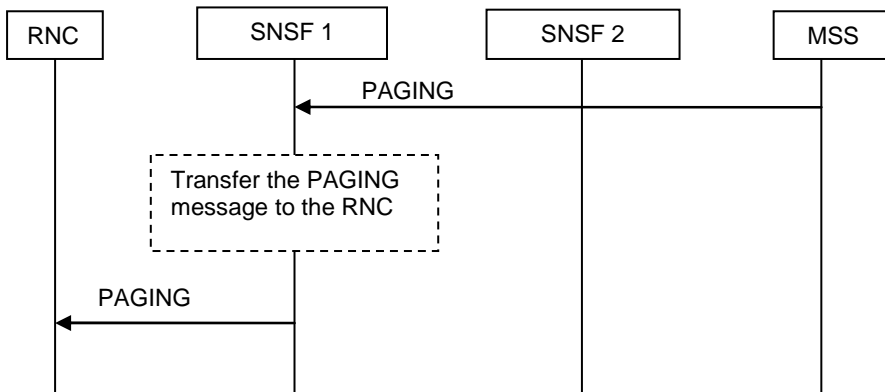 RNC
SNSF 1
SNSF 2
MSS
PAGING
Transfer the PAGING
message to the RNC
PAGING